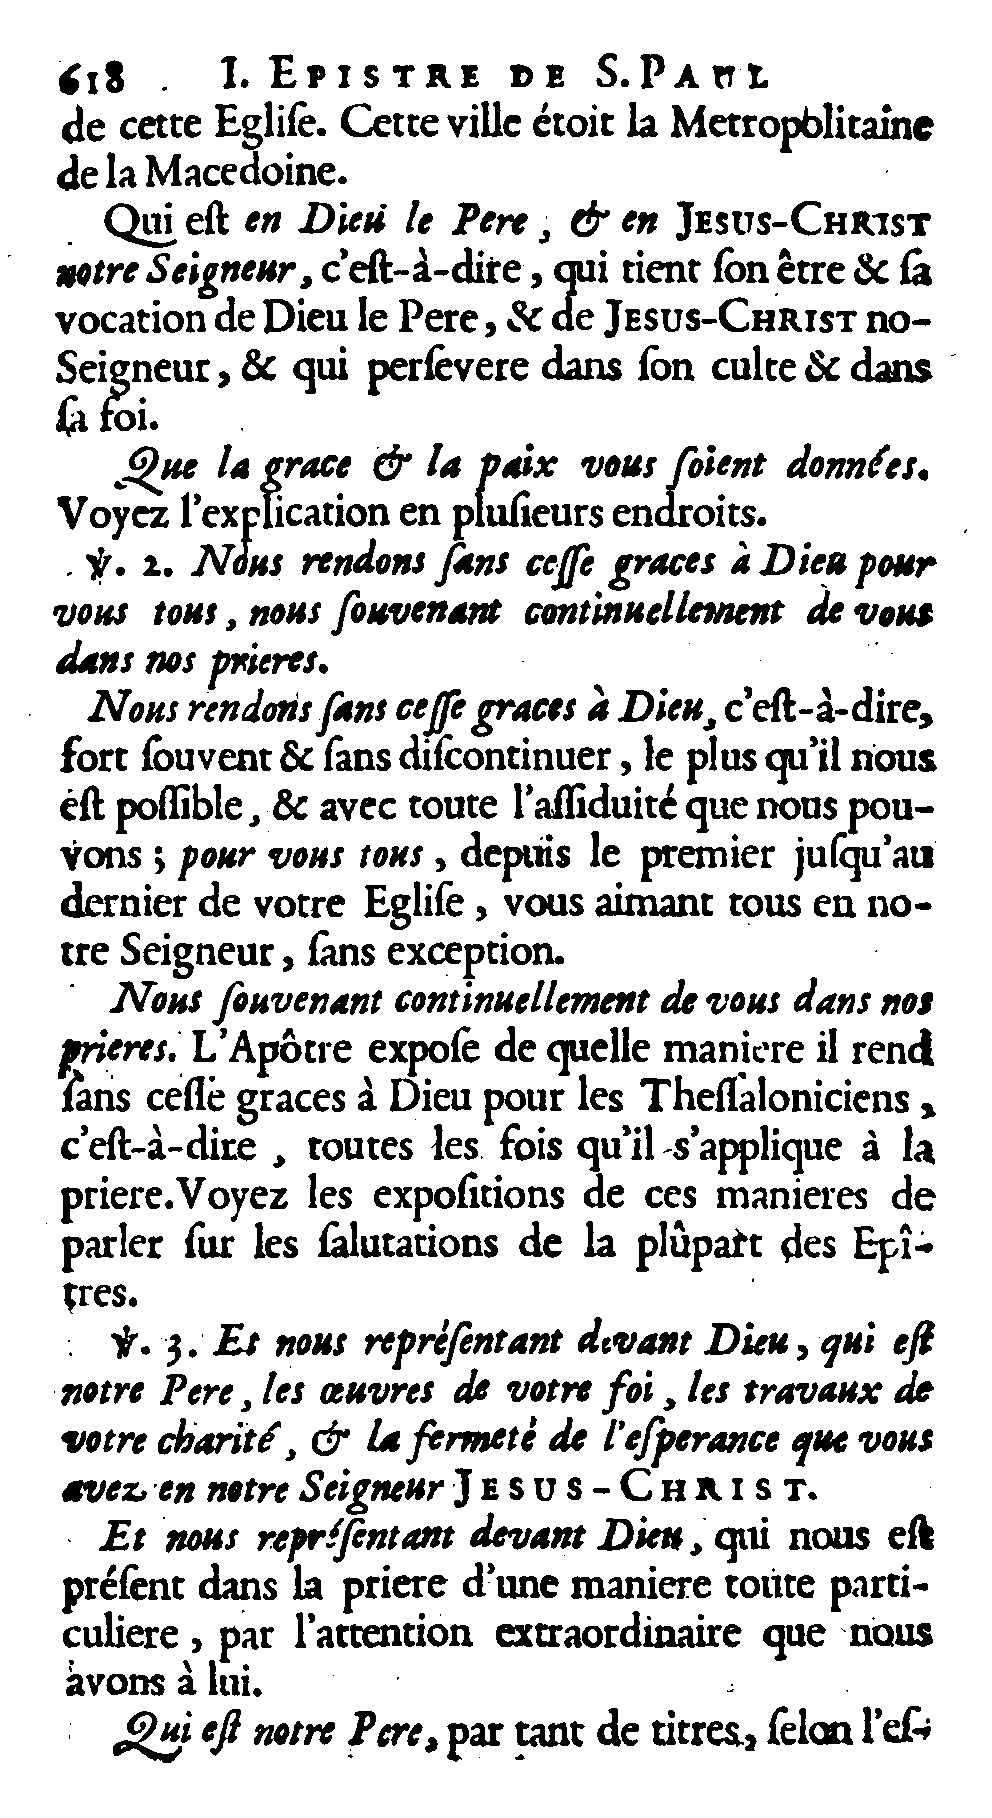 618 I. EPISTRE DE S. PAUL
de cette Egliſe. Cette ville étoit la Metropolitaine
de la Macedoine.
Qui eſt en Dieu le Pere, & en JESUS-CHRIST
notre Seigneur, c'eſt-à-dire, qui tient ſon être & ſa
vocation de Dieu le Pere, & de JESUS-CHRIST no-
Seigneur, & qui perſevere dans ſon culte & dans
ſa foi.
Que la grace & la paix vous ſoient données.
Voyez l'explication en pluſieurs endroits.
℣. 2. Nous rendons ſans ceſſe graces à Dieu pour
vous tous, nous ſouvenant continuellement de vous
dans nos prieres.
Nous rendons ſans ceſſe graces à Dieu, c'eſt-à-dire,
fort ſouvent & ſans diſcontinuer, le plus qu'il nous
eſt poſſible, & avec toute l'aſſiduité que nous pou-
vons ; pour vous tous, depuis le premier juſqu'au
dernier de votre Egliſe, vous aimant tous en no-
tre Seigneur, ſans exception.
Nous ſouvenant continuellement de vous dans nos
prieres. L'Apôtre expoſe de quelle maniere il rend
ſans ceſſe graces à Dieu pour les Theſſaloniciens,
c'eſt-à-dire, toutes les fois qu'il s'applique à la
priere. Voyez les expoſitions de ces manieres de
parler ſur les ſalutations de la plûpart des Epî-
tres.
℣. 3. Et nous repréſentant devant Dieu, qui eſt
notre Pere, les œuvres de votre foi, les travaux de
votre charité, & la fermeté de l'eſperance que vous
avez en notre Seigneur JESUS-CHRIST.
Et nous repréſentant devant Dieu, qui nous eſt
préſent dans la priere d'une maniere toute parti-
culiere, par l'attention extraordinaire que nous
avons à lui.
Qui eſt notre Pere, par tant de titres, ſelon l'eſ-